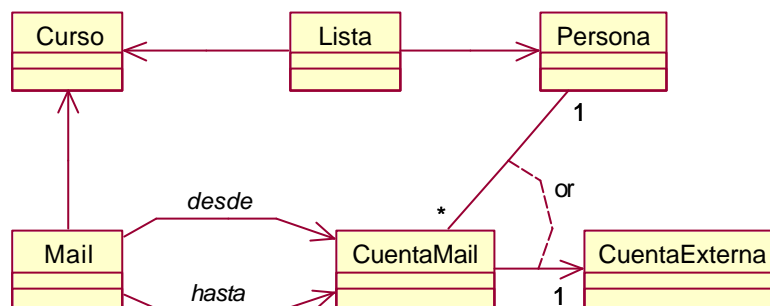 Curso
Lista
Persona
1
desde
or
*
Mail
CuentaMail
CuentaExterna
hasta
1